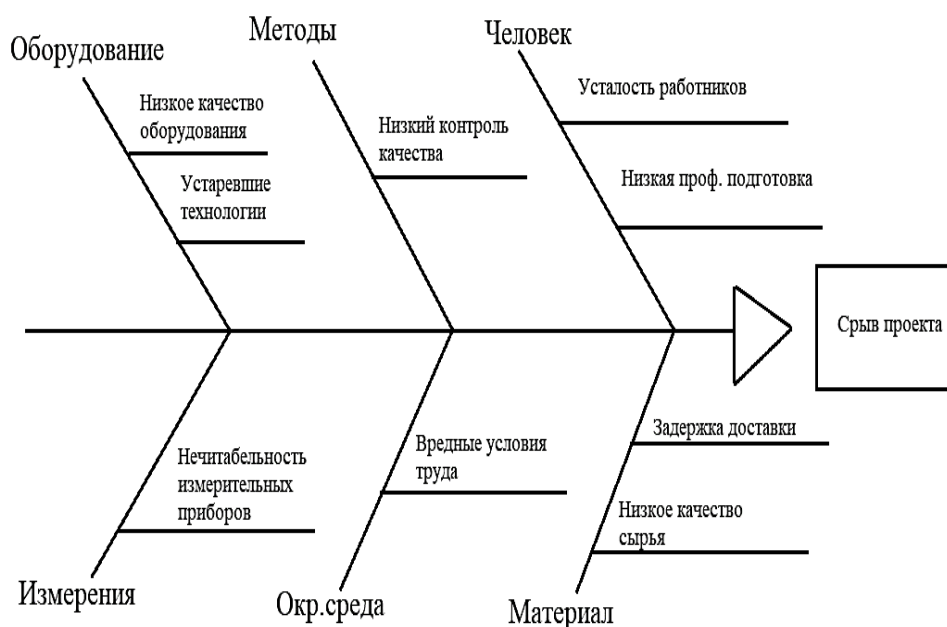 Оборудование
Методы
Человек
Низкое качество
оборудования
Устаревшие
технологии
Низкий контроль
качества
Усталость работников
Низкая проф. подготовка
Срыв проекта
Нечитабельность
измерительных
приборов
Вредные условия
труда
Задержка доставки
Низкое качество
сырья
Измерения
Окр.среда
Материал